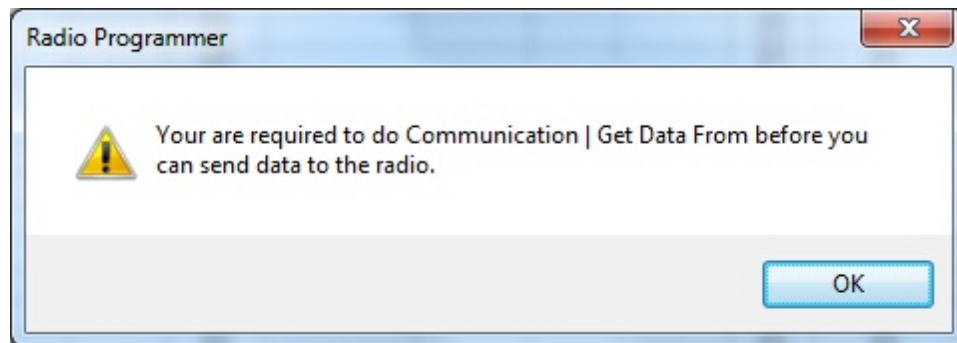 Radio Programmer
Your are required to do Communication | Get Data From before you
can send data to the radio.
OK